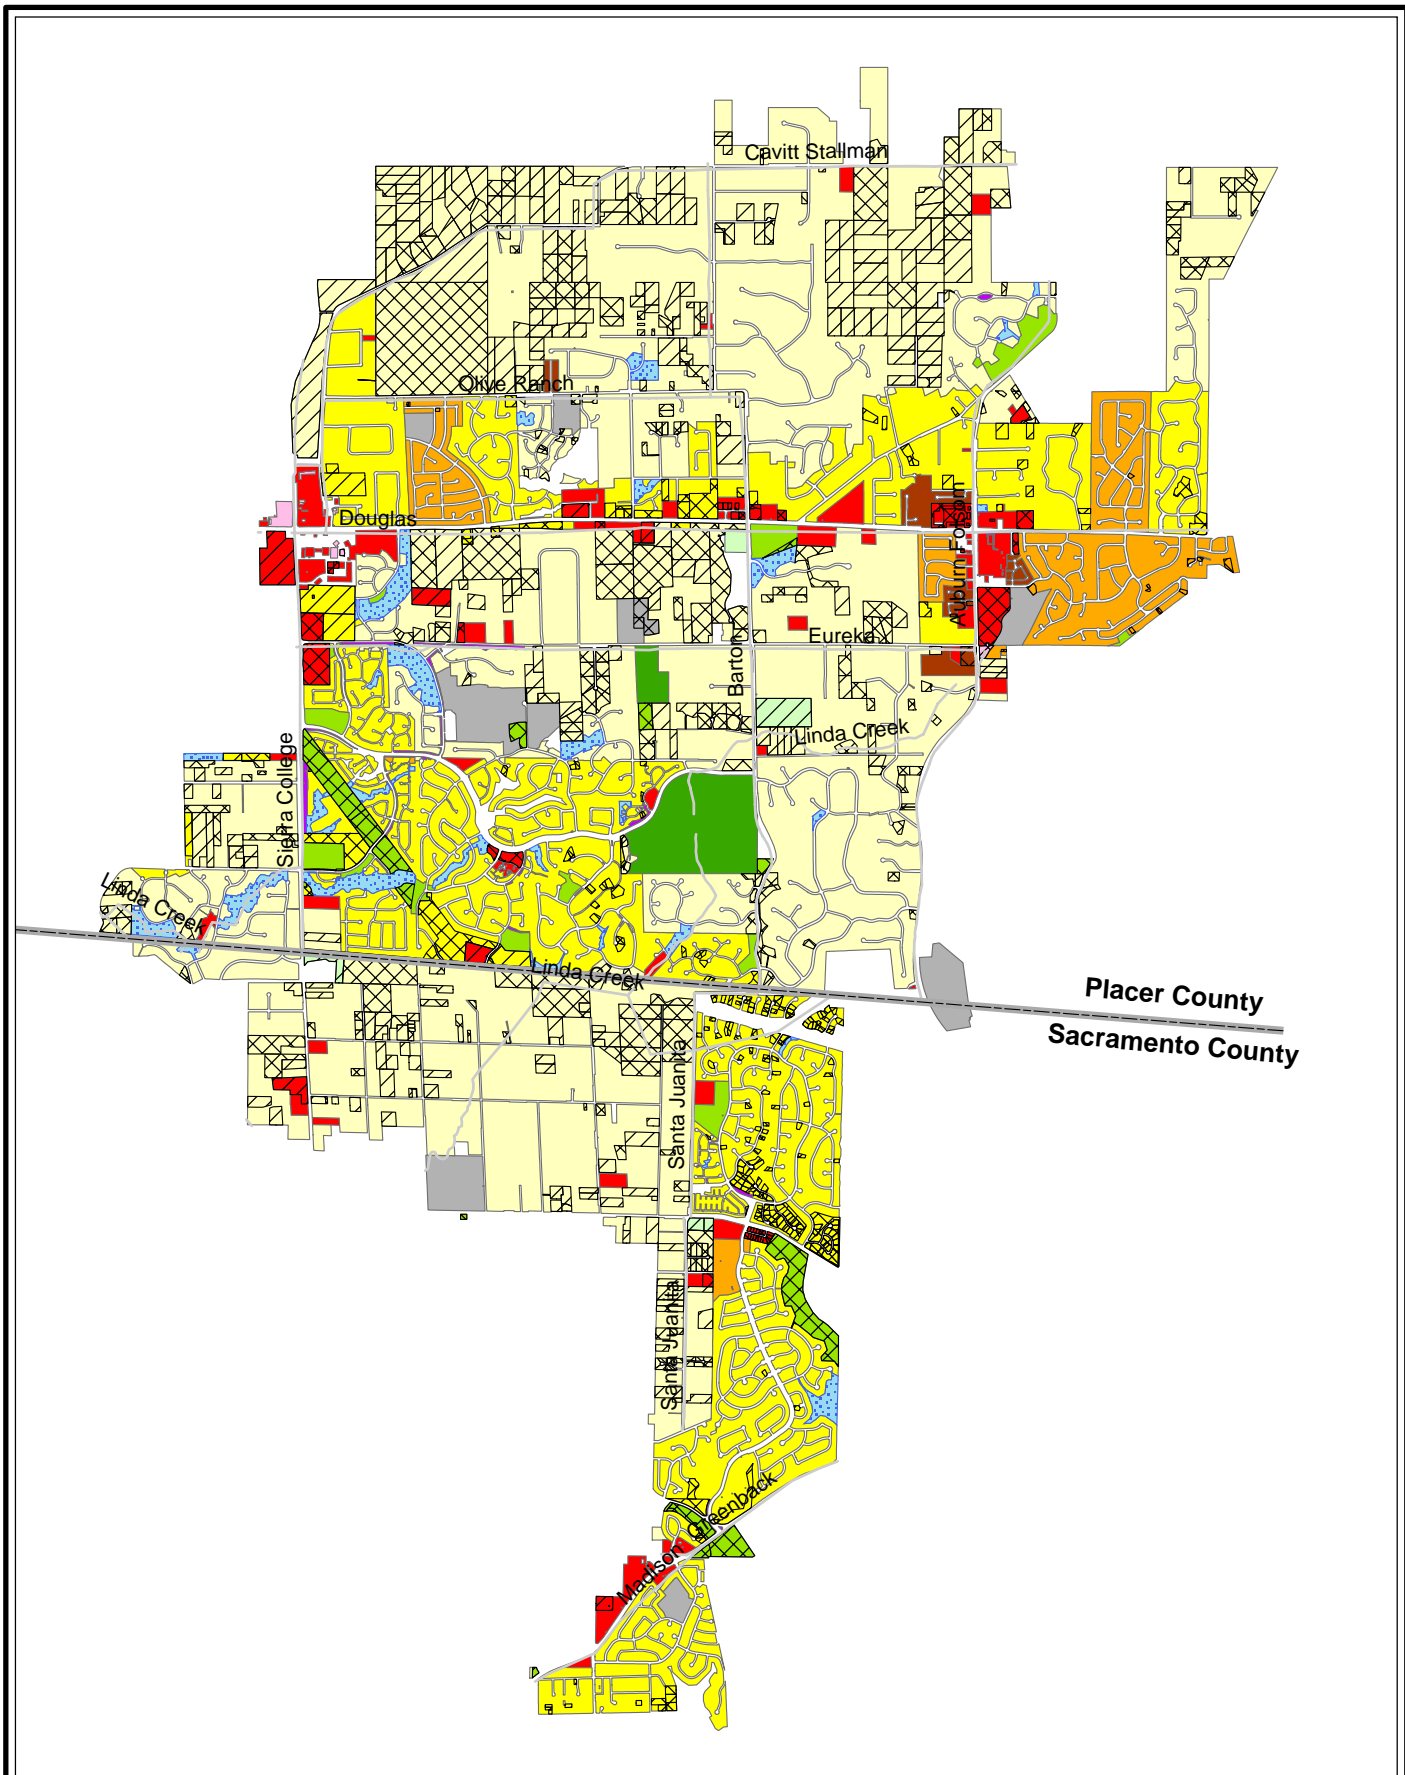 Cavitt Stallman
Olive Ranch
Douglas
Auburn Folsom
Eureka
Barton
Linda Creek
Sierra College
Linda Creek
Linda Creek
Placer County
Sacramento County
Santa Juanita
Santa Juanita
Greenback
Madison